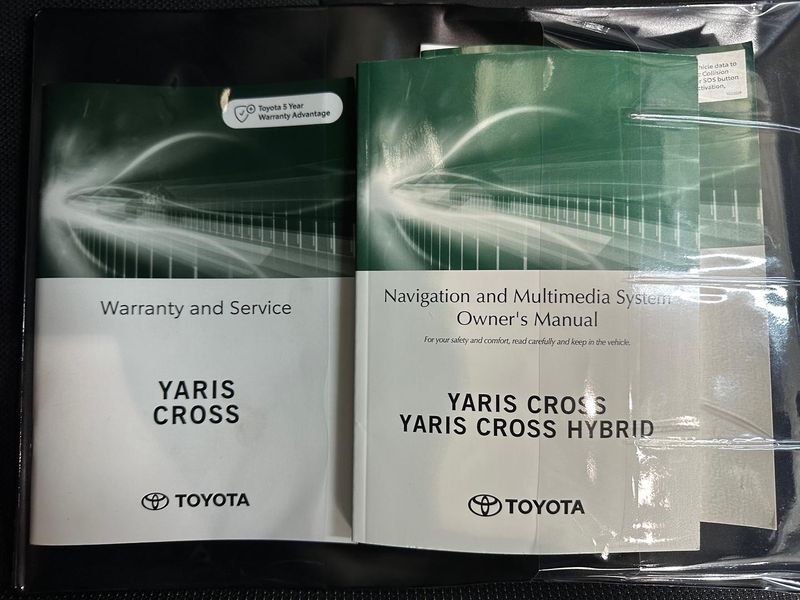 Toyota 5 Year
Warranty Advantage
Warranty and Service
YARIS
CROSS
TOYOTA
Navigation and Multimedia System
Owner's Manual
For your safety and comfort, read carefully and keep in the vehicle.
YARIS CROSS
YARIS CROSS HYBRID
TOYOTA
data to
Collision
SOS button